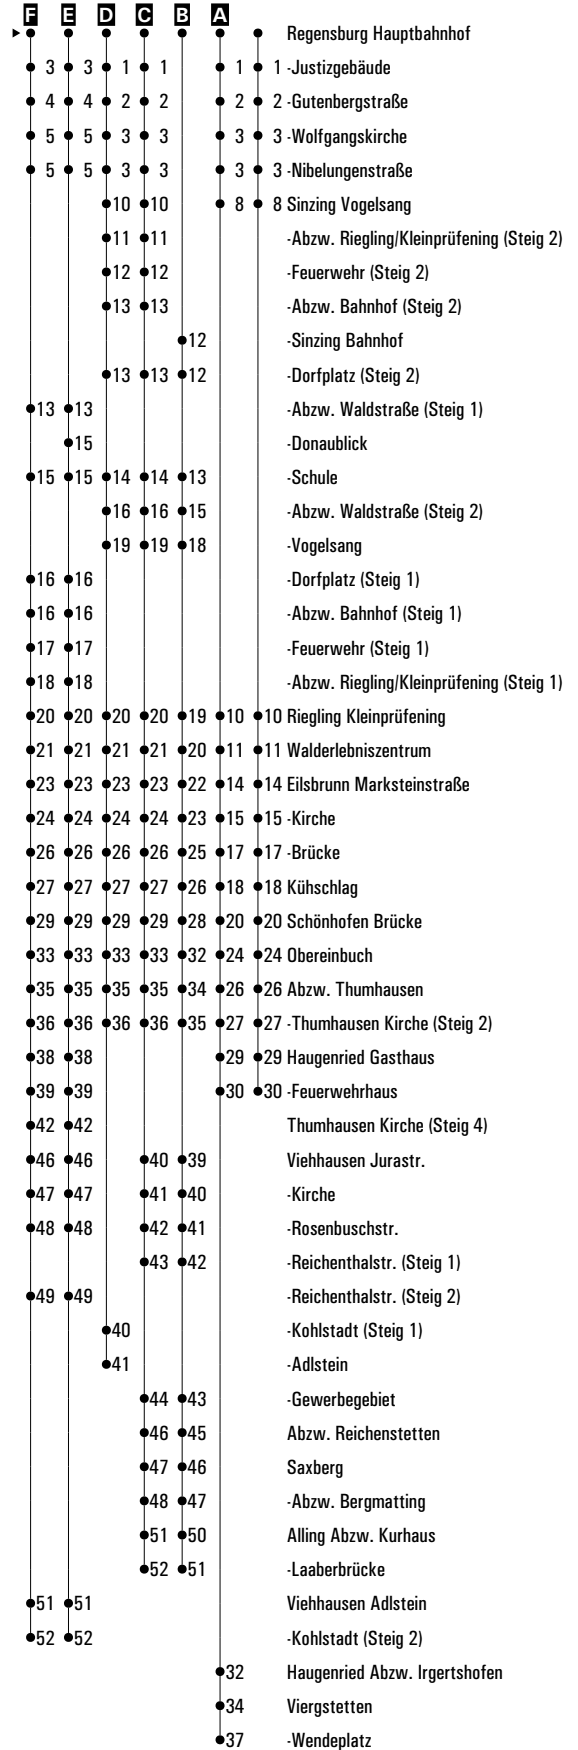 F E D C B A
Regensburg Hauptbahnhof
3 3 1 1 1 1 -Justizgebäude
4 4 2 2 2 2 -Gutenbergstraße
5 5 3 3 3 3 -Wolfgangskirche
5 5 3 3 3 3 -Nibelungenstraße
10 10 8 8 Sinzing Vogelsang
11 11 -Abzw. Riegling/Kleinprüfening (Steig 2)
12 12 -Feuerwehr (Steig 2)
13 13 -Abzw. Bahnhof (Steig 2)
12 -Sinzing Bahnhof
13 13 12 -Dorfplatz (Steig 2)
13 13 -Abzw. Waldstraße (Steig 1)
15 -Donaublick
15 15 14 14 13 -Schule
16 16 15 -Abzw. Waldstraße (Steig 2)
19 19 18 -Vogelsang
16 16 -Dorfplatz (Steig 1)
16 16 -Abzw. Bahnhof (Steig 1)
17 17 -Feuerwehr (Steig 1)
18 18 -Abzw. Riegling/Kleinprüfening (Steig 1)
20 20 20 20 19 10 10 Riegling Kleinprüfening
21 21 21 21 20 11 11 Walderlebniszentrum
23 23 23 23 22 14 14 Eilsbrunn Marksteinstraße
24 24 24 24 23 15 15 -Kirche
26 26 26 26 25 17 17 -Brücke
27 27 27 27 26 18 18 Kühschlag
29 29 29 29 28 20 20 Schönhofen Brücke
33 33 33 33 32 24 24 Obereinbuch
35 35 35 35 34 26 26 Abzw. Thumhausen
36 36 36 36 35 27 27 -Thumhausen Kirche (Steig 2)
38 38 29 29 Haugenried Gasthaus
39 39 30 30 -Feuerwehrhaus
42 42 Thumhausen Kirche (Steig 4)
46 46 40 39 Viehhausen Jurastr.
47 47 41 40 -Kirche
48 48 42 41 -Rosenbuschstr.
43 42 -Reichenthalstr. (Steig 1)
49 49 -Reichenthalstr. (Steig 2)
40 -Kohlstadt (Steig 1)
41 -Adlstein
44 43 -Gewerbegebiet
46 45 Abzw. Reichenstetten
47 46 Saxberg
48 47 -Abzw. Bergmatting
51 50 Alling Abzw. Kurhaus
52 51 -Laaberbrücke
51 51 Viehhausen Adlstein
52 52 -Kohlstadt (Steig 2)
32 Haugenried Abzw. Irgertshofen
34 Viergstetten
37 -Wendeplatz